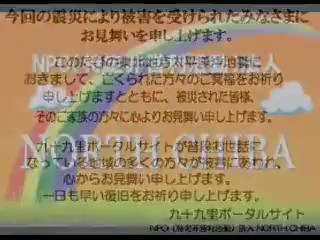 今回の震災により被害を受けられたみなさまに
お見舞いを申し上げます。
このたびの東北地方太平洋沖地震に
おきまして、亡くられた方々のご冥福をお祈り
申し上げますとともに、被災された皆様、
そのご家族の方々に心よりお見舞い申し上げます。
NORTH CHIBA
九十九里ポータルサイトが普段お世話に
なっている地域の多くの方々が被害にあわれ、
心からお見舞い申し上げます。
一日も早い復旧をお祈り申し上げます。
九十九里ポータルサイト
NPO（特定非営利活動）法人 NORTH CHIBA